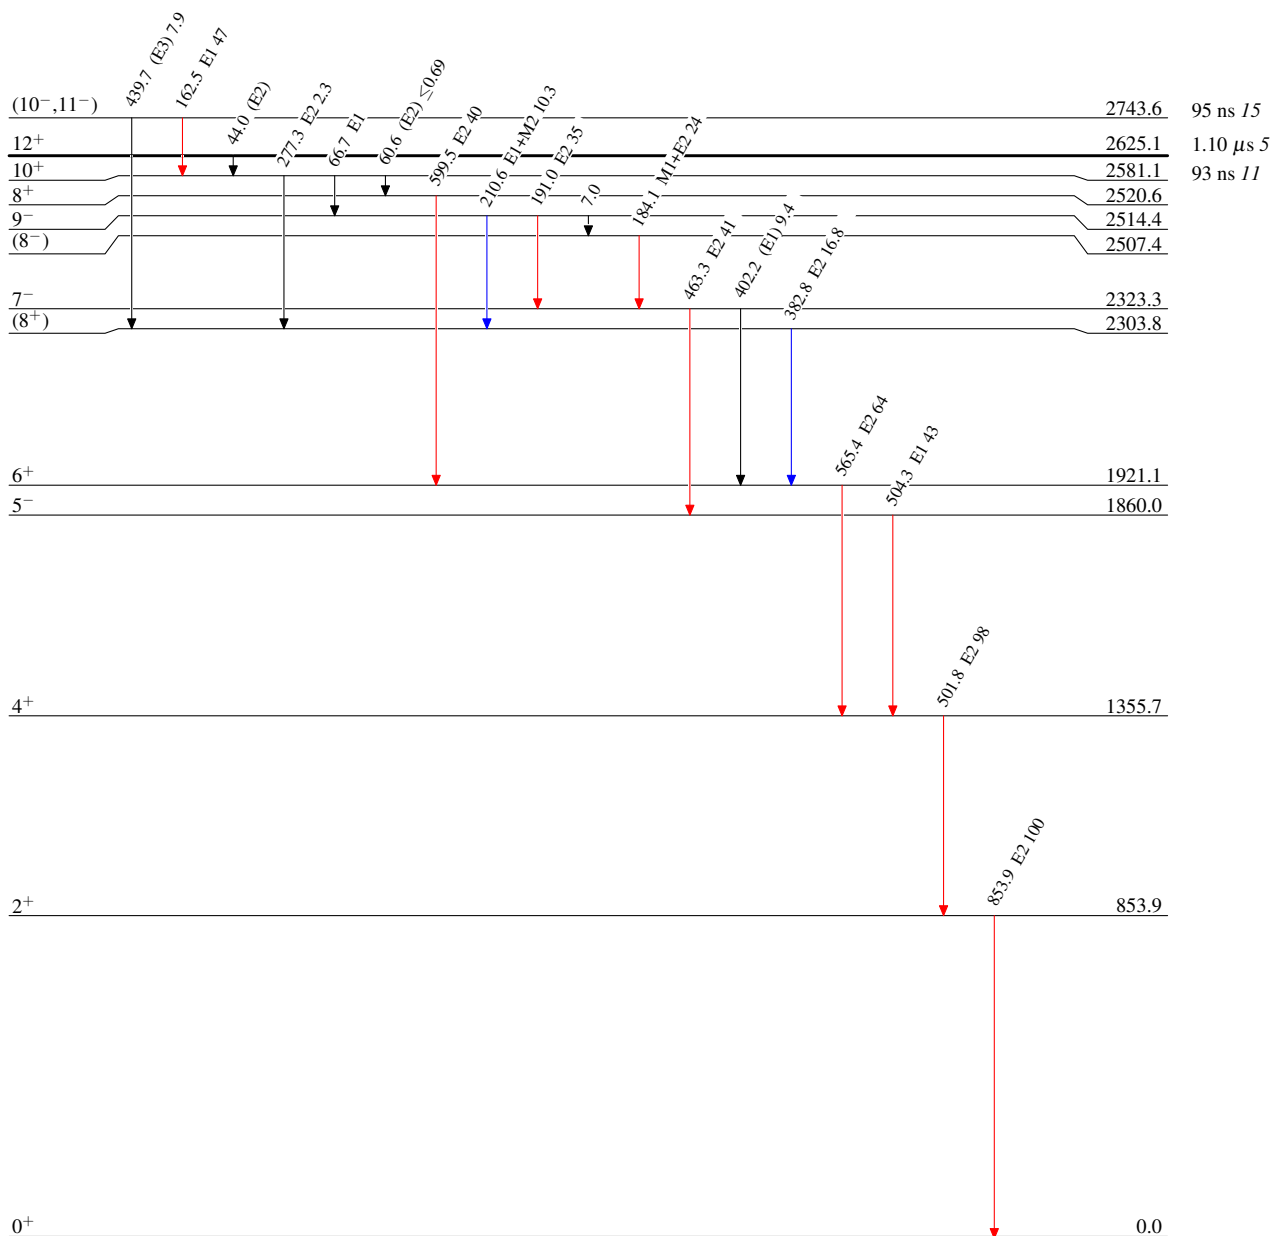 439.7 (E3) 7.9
162.5 E1 47
44.0 (E2)
277.3 E2 2.3
66.7 E1
60.6 (E2) ≤0.69
599.5 E2 40
210.6 E1+M2 10.3
191.0 E2 35
7.0
184.1 M1+E2 24
463.3 E2 41
402.2 (E1) 9.4
382.8 E2 16.8
565.4 E2 64
504.3 E1 43
501.8 E2 98
853.9 E2 100
(10⁻,11⁻) 2743.6 95 ns 15
12⁺ 2625.1 1.10 μs 5
10⁺ 2581.1 93 ns 11
8⁺ 2520.6
9⁻ 2514.4
(8⁻) 2507.4
7⁻ 2323.3
(8⁺) 2303.8
6⁺ 1921.1
5⁻ 1860.0
4⁺ 1355.7
2⁺ 853.9
0⁺ 0.0